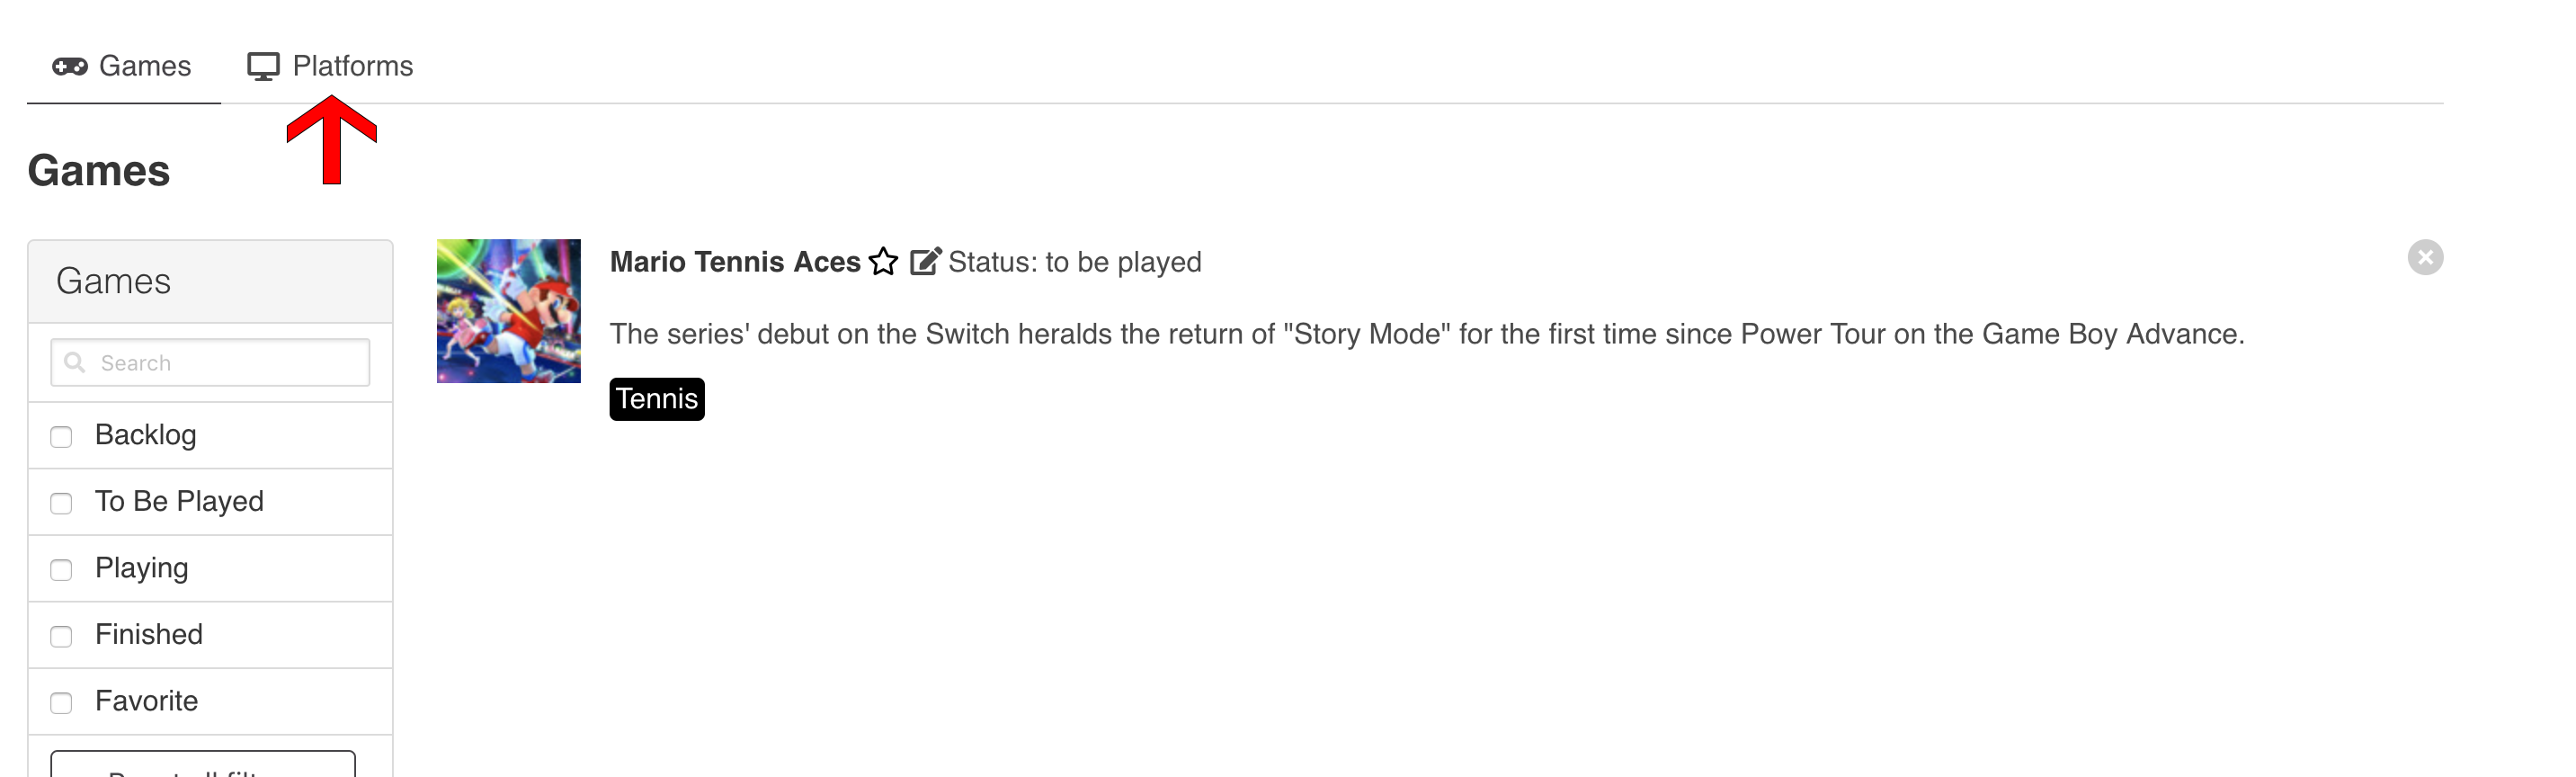 Games Platforms
Games
Games
Search
Backlog
To Be Played
Playing
Finished
Favorite
Mario Tennis Aces Status: to be played
The series' debut on the Switch heralds the return of "Story Mode" for the first time since Power Tour on the Game Boy Advance.
Tennis